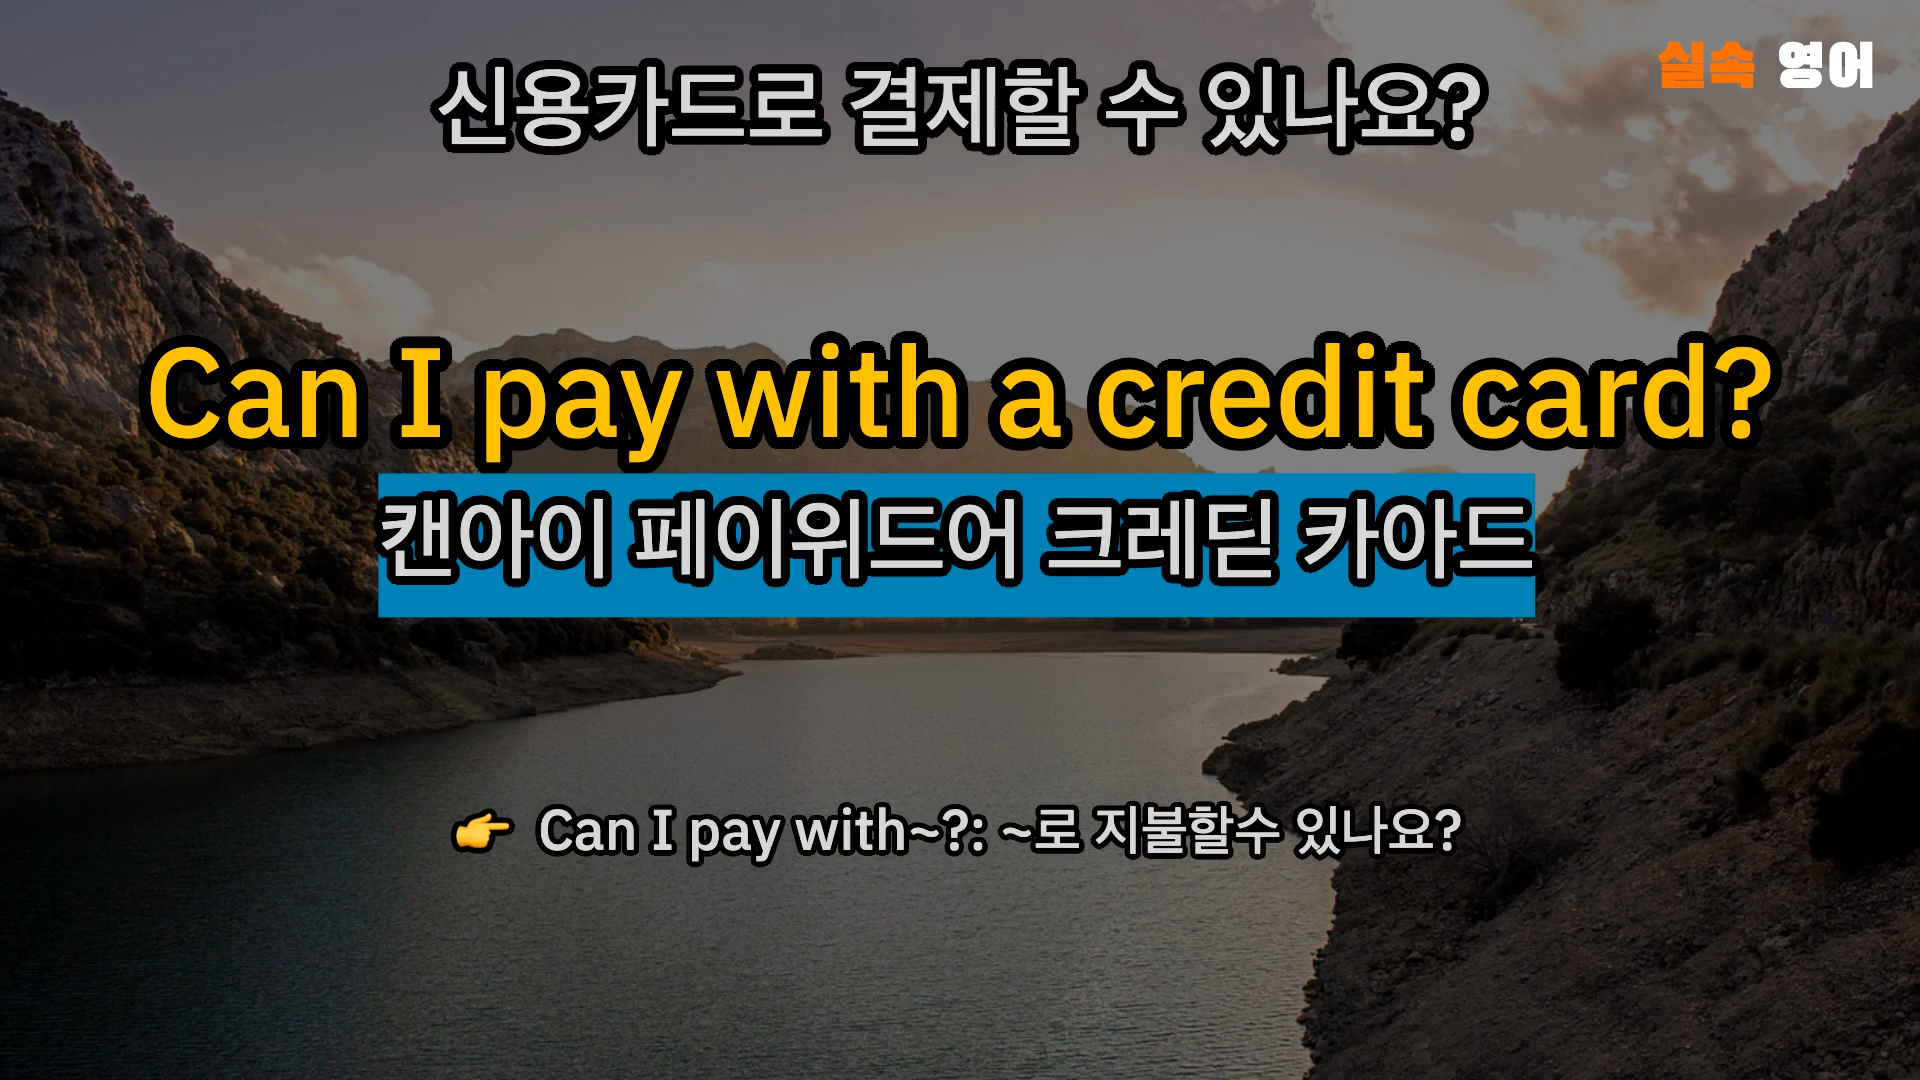 실속 영어
신용카드로 결제할 수 있나요?
Can I pay with a credit card?
캔아이 페이위드어 크레딛 카아드
👉 Can I pay with~?: ~로 지불할수 있나요?